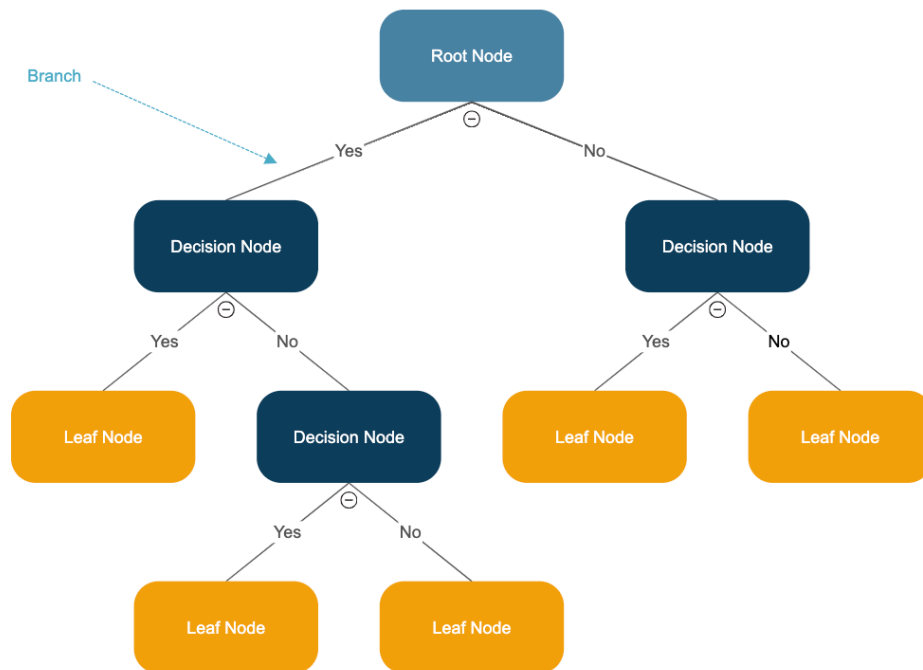 Root Node
Branch
Yes
No
Decision Node
Decision Node
Yes
No
Yes
No
Leaf Node
Decision Node
Leaf Node
Leaf Node
Yes
No
Leaf Node
Leaf Node